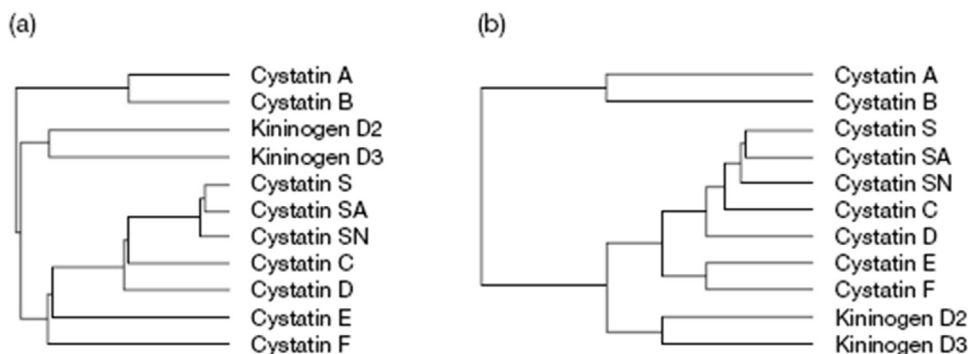 (a)
Cystatin A
Cystatin B
Kininogen D2
Kininogen D3
Cystatin S
Cystatin SA
Cystatin SN
Cystatin C
Cystatin D
Cystatin E
Cystatin F
(b)
Cystatin A
Cystatin B
Cystatin S
Cystatin SA
Cystatin SN
Cystatin C
Cystatin D
Cystatin E
Cystatin F
Kininogen D2
Kininogen D3